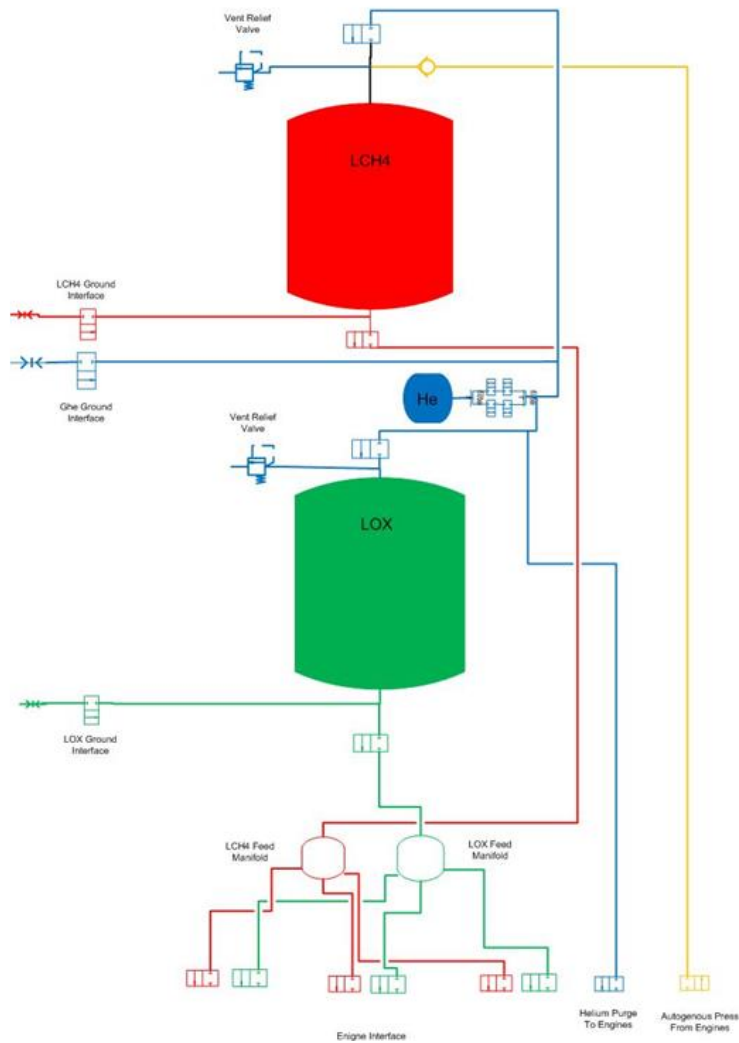 Vent Relief
Valve
LCH4
LCH4 Ground
Interface
Ghe Ground
Interface
He
Vent Relief
Valve
LOX
LOX Ground
Interface
LCH4 Feed
Manifold
LOX Feed
Manifold
Helium Purge
To Engines
Autogenous Press
From Engines
Enigne Interface